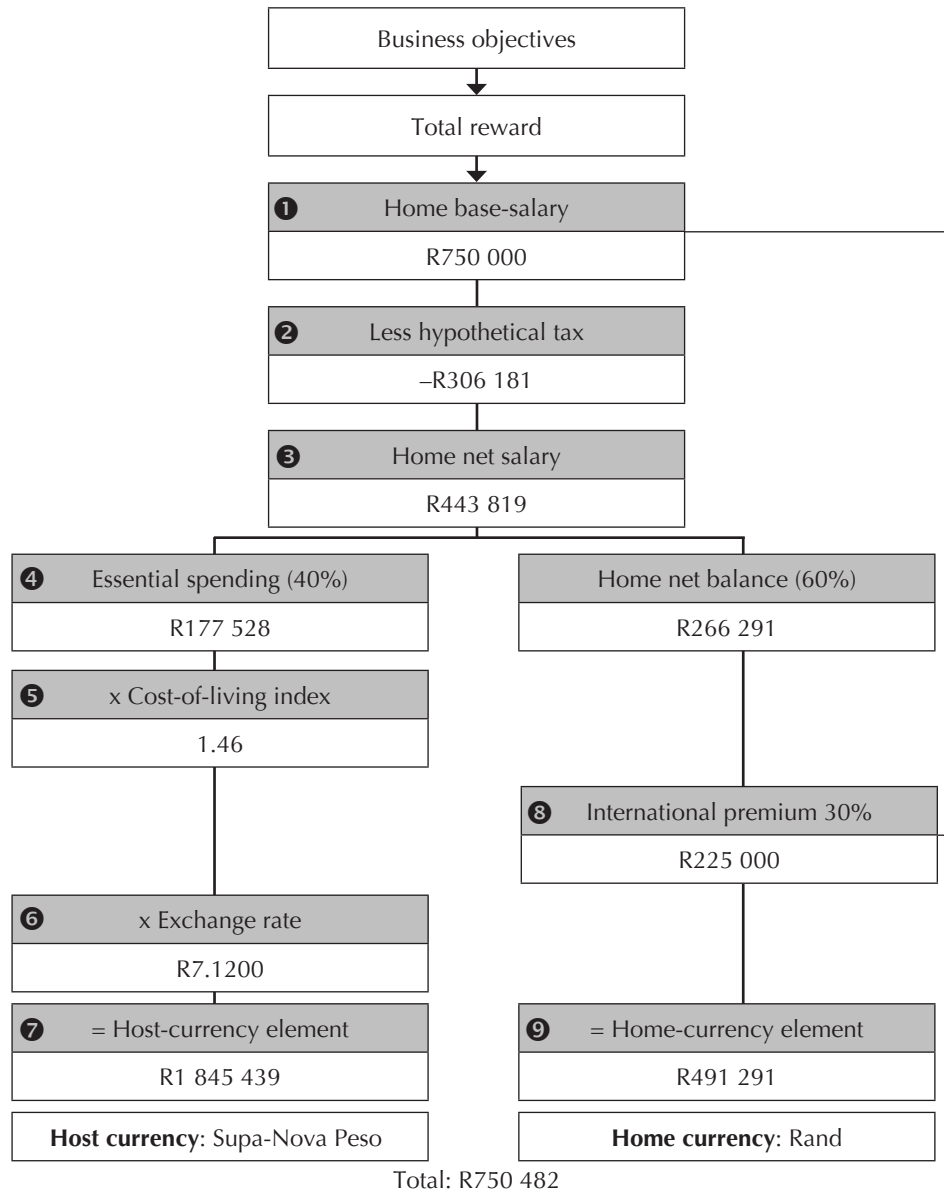 Business objectives
Total reward
❶ Home base-salary
R750 000
❷ Less hypothetical tax
–R306 181
❸ Home net salary
R443 819
❹ Essential spending (40%)
R177 528
❺ x Cost-of-living index
1.46
❻ x Exchange rate
R7.1200
❼ = Host-currency element
R1 845 439
Host currency: Supa-Nova Peso
Home net balance (60%)
R266 291
❽ International premium 30%
R225 000
❾ = Home-currency element
R491 291
Home currency: Rand
Total: R750 482